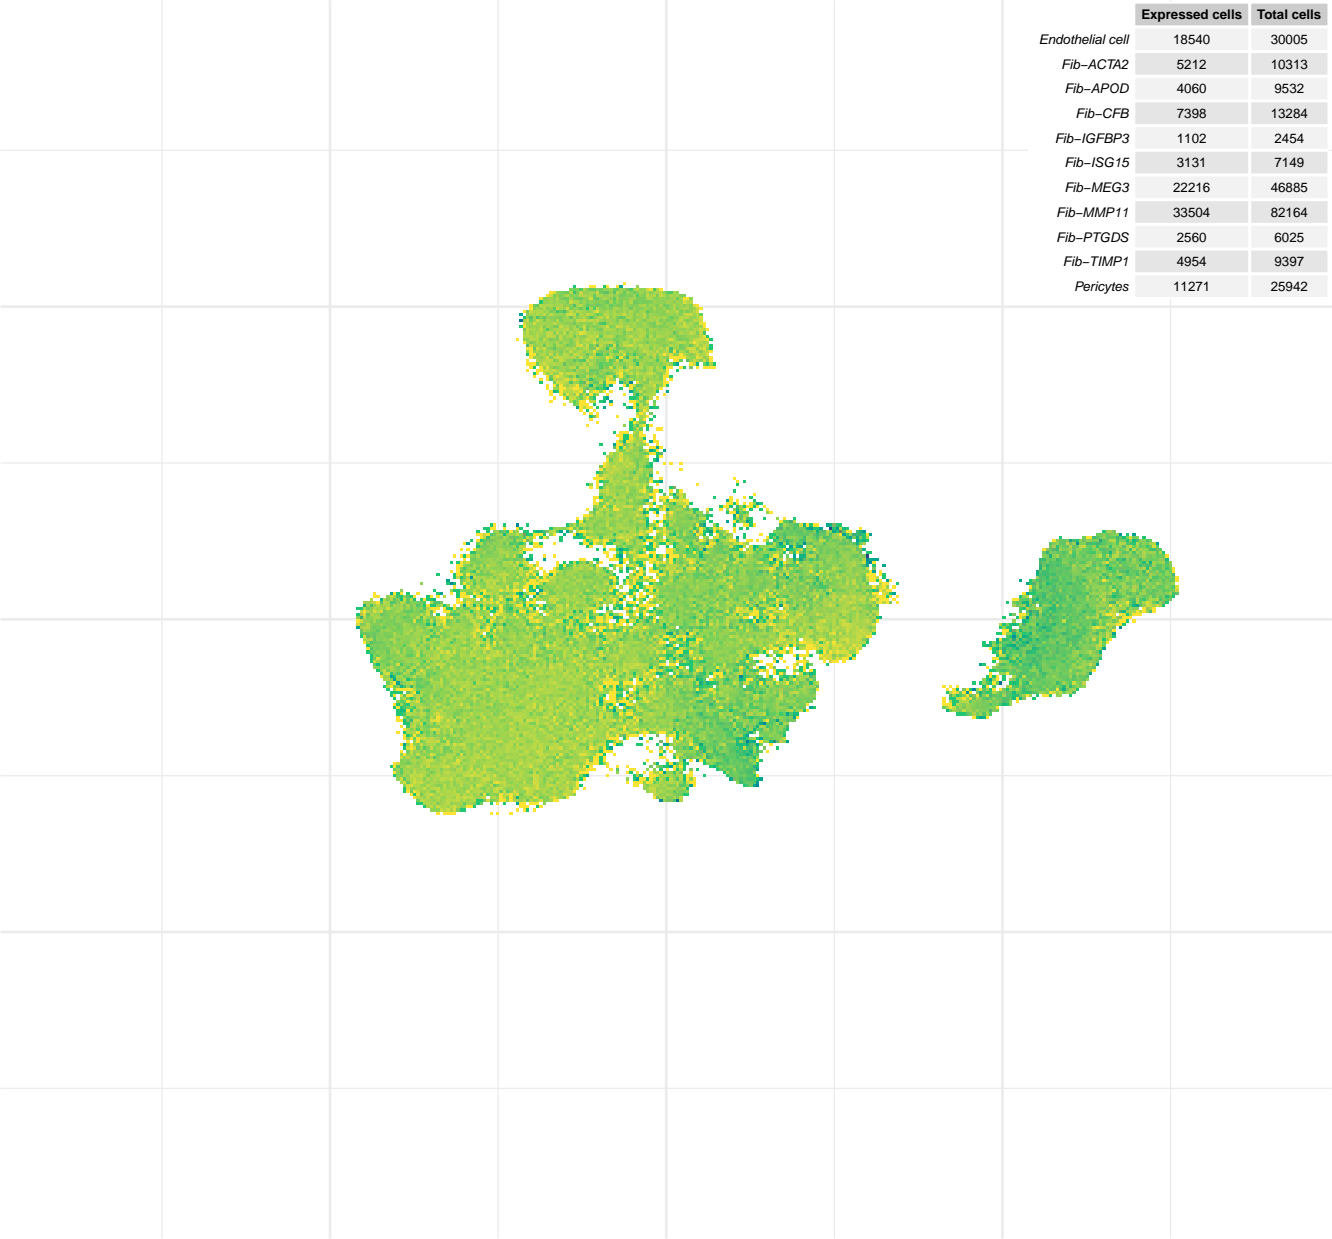 Expressed cells Total cells
Endothelial cell 18540 30005
Fib−ACTA2 5212 10313
Fib−APOD 4060 9532
Fib−CFB 7398 13284
Fib−IGFBP3 1102 2454
Fib−ISG15 3131 7149
Fib−MEG3 22216 46885
Fib−MMP11 33504 82164
Fib−PTGDS 2560 6025
Fib−TIMP1 4954 9397
Pericytes 11271 25942